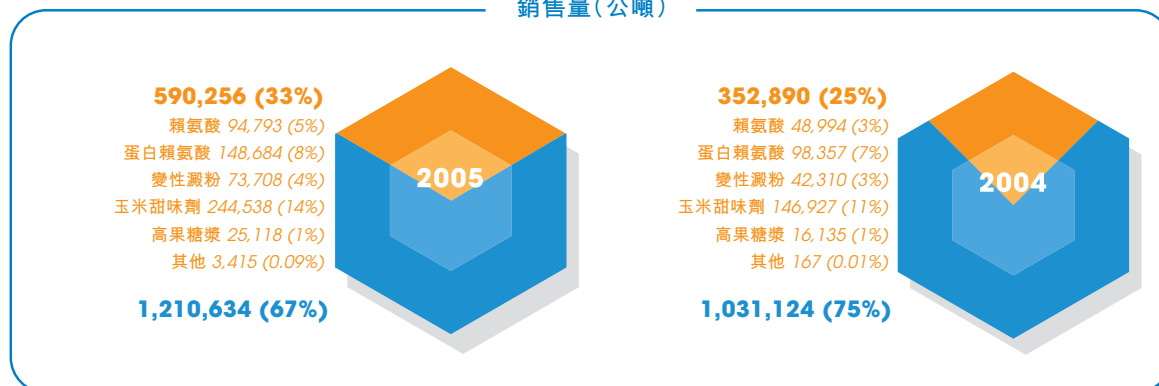 銷售量(公噸)
590,256 (33%)
賴氨酸 94,793 (5%)
蛋白賴氨酸 148,684 (8%)
變性澱粉 73,708 (4%)
玉米甜味劑 244,538 (14%)
高果糖漿 25,118 (1%)
其他 3,415 (0.09%)
1,210,634 (67%)
2005
352,890 (25%)
賴氨酸 48,994 (3%)
蛋白賴氨酸 98,357 (7%)
變性澱粉 42,310 (3%)
玉米甜味劑 146,927 (11%)
高果糖漿 16,135 (1%)
其他 167 (0.01%)
1,031,124 (75%)
2004